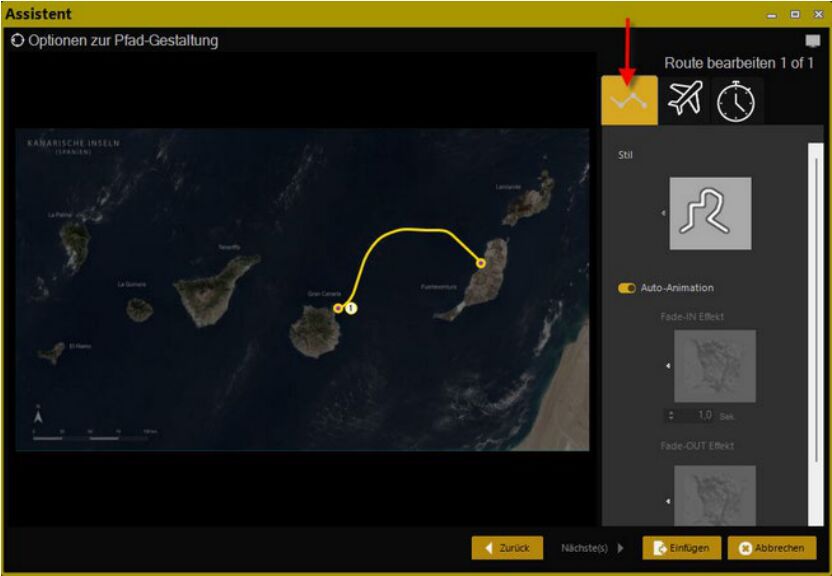 Assistent
Optionen zur Pfad-Gestaltung
Route bearbeiten 1 of 1
KANARISCHE INSELN
(SPANIEN)
Stil
Lanzarote
La Palma
Teneriffa
La Gomera
Gran Canaria
Fuerteventura
1
Auto-Animation
Fade-IN Effekt
El Hierro
1,0 Sek.
N
Fade-OUT Effekt
Zurück
Nächste(s)
Einfügen
Abbrechen